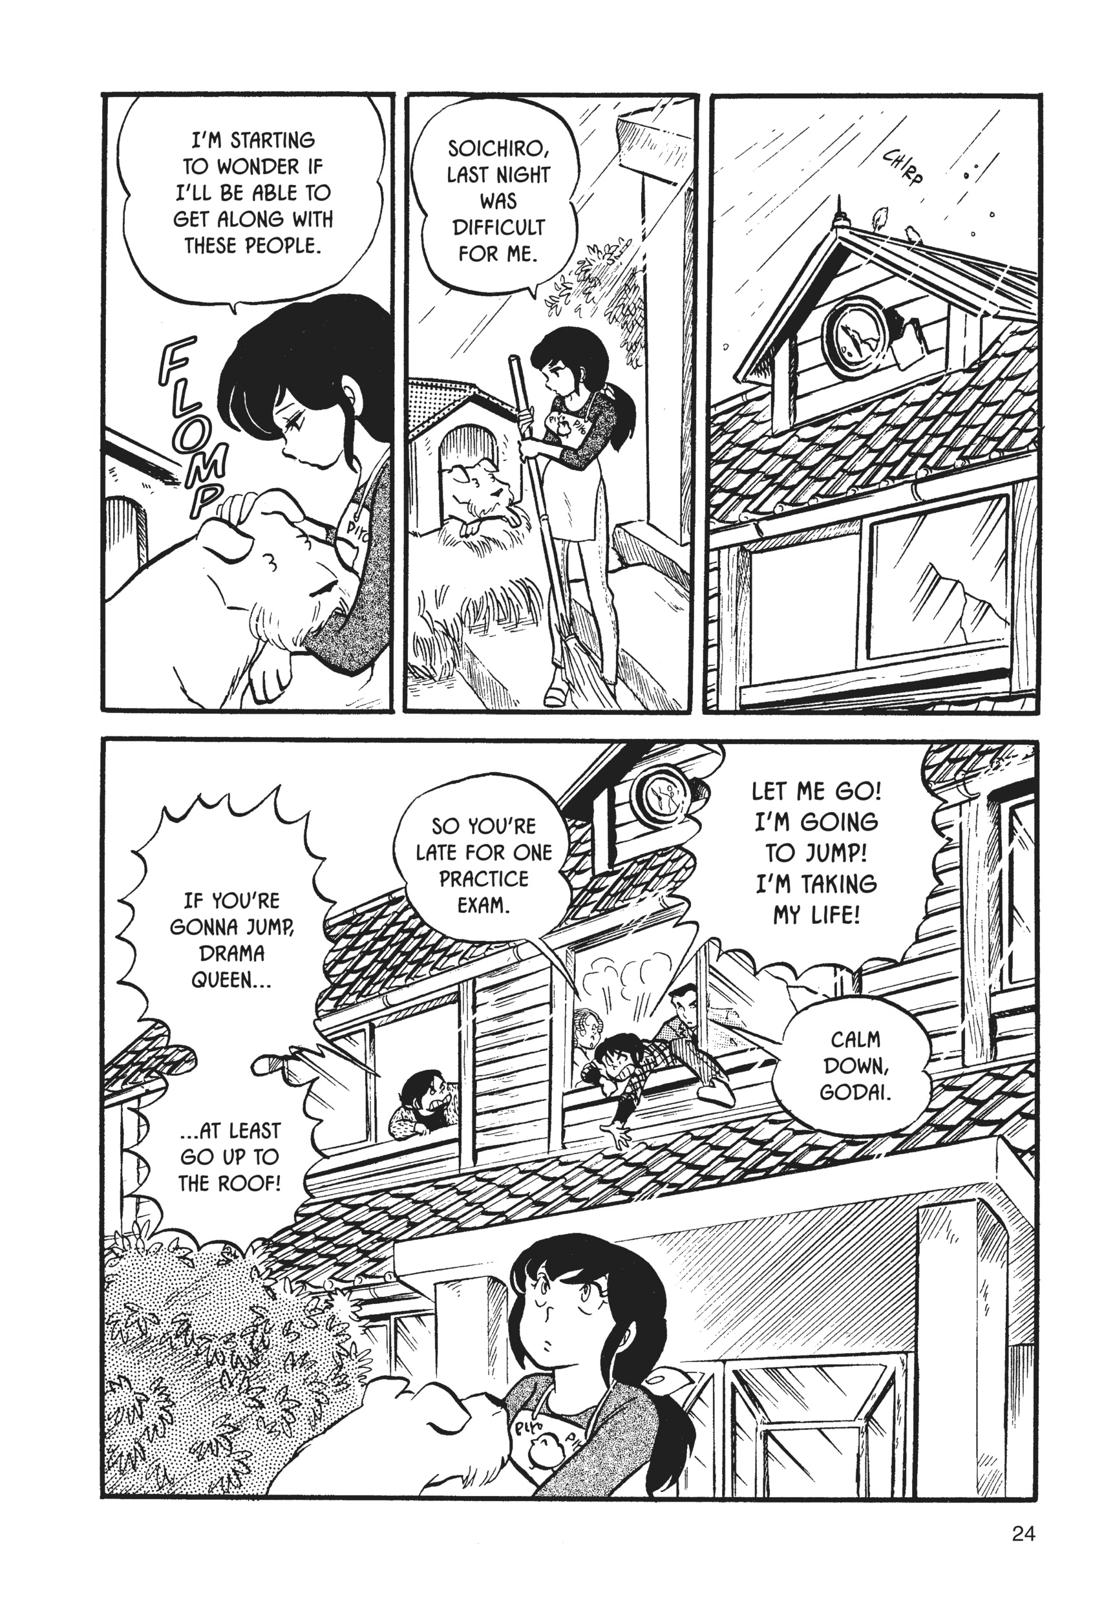 CHIRP
SOICHIRO,
LAST NIGHT
WAS
DIFFICULT
FOR ME.
PIYO
I'M STARTING
TO WONDER IF
I'LL BE ABLE TO
GET ALONG WITH
THESE PEOPLE.
FLOMP
PIYO
LET ME GO!
I'M GOING
TO JUMP!
I'M TAKING
MY LIFE!
CALM
DOWN,
GODAI.
SO YOU'RE
LATE FOR ONE
PRACTICE
EXAM.
IF YOU'RE
GONNA JUMP,
DRAMA
QUEEN...
...AT LEAST
GO UP TO
THE ROOF!
PIYO
24